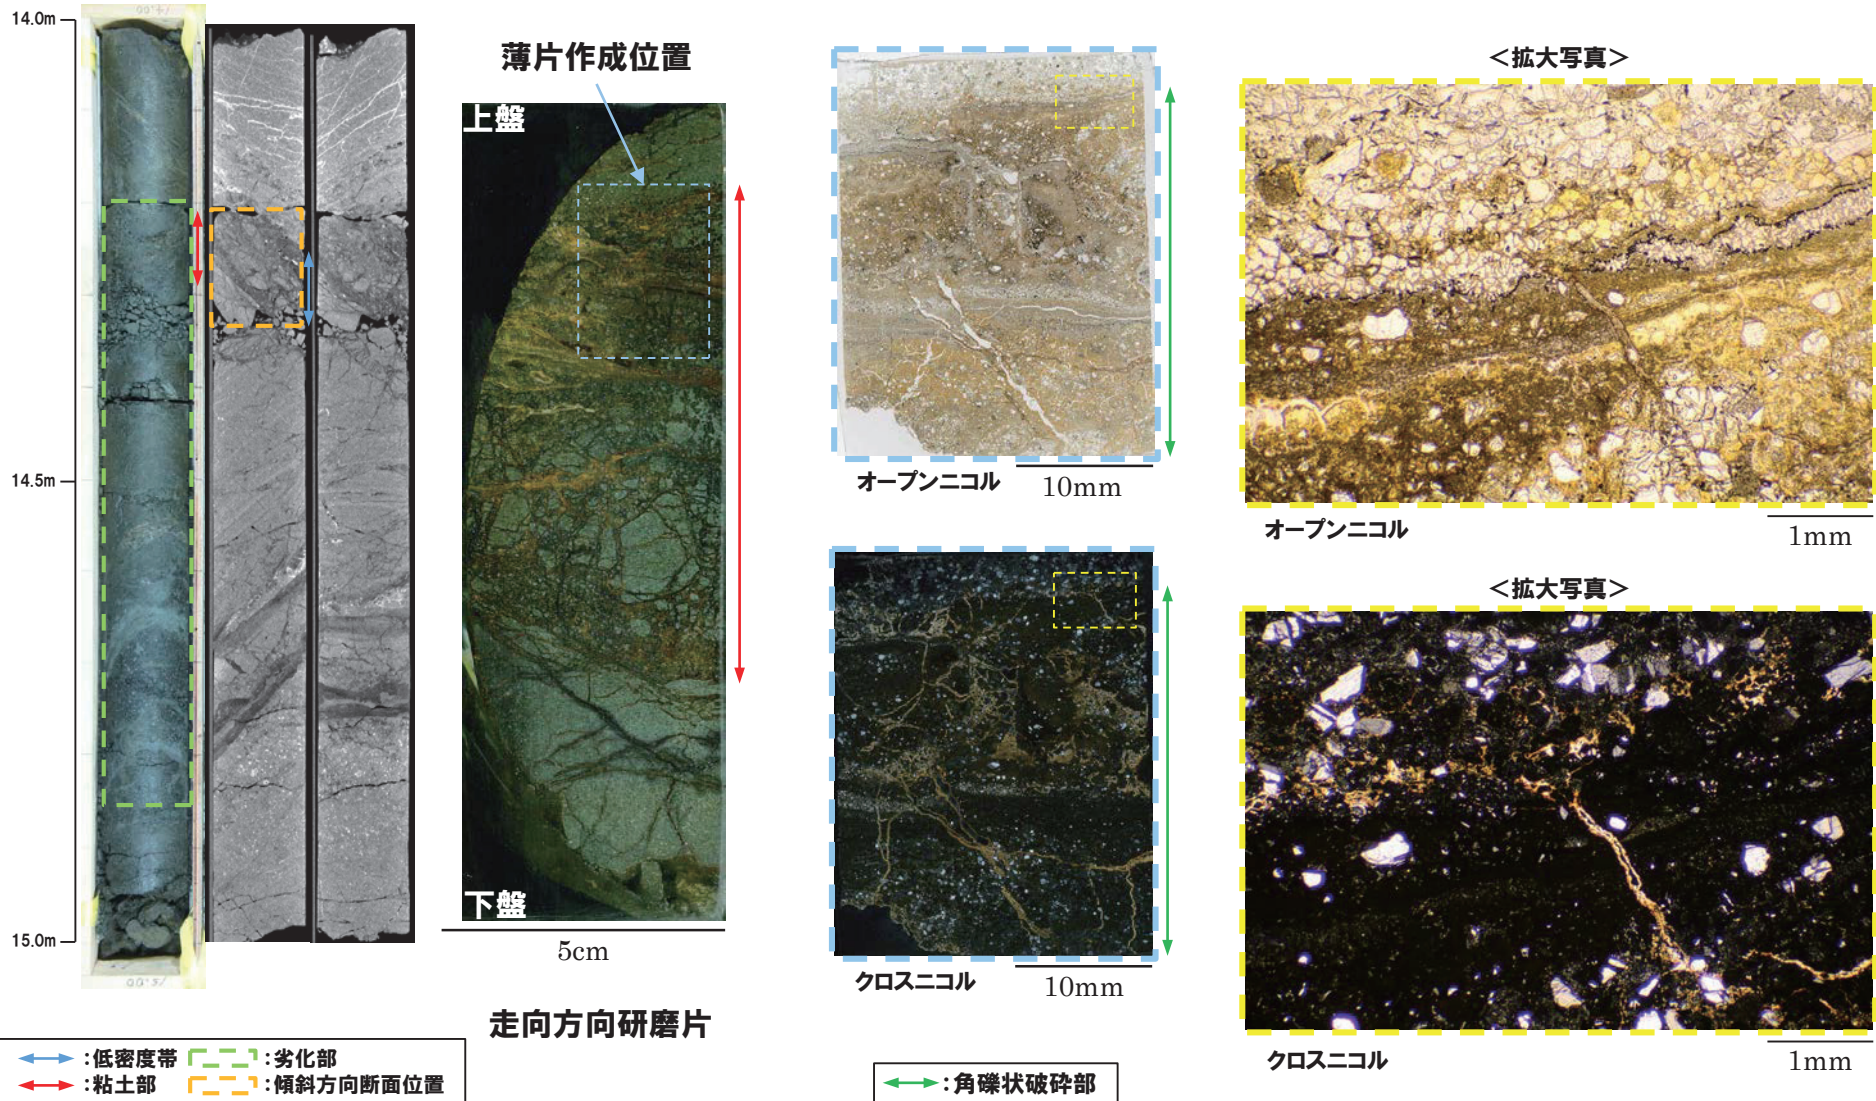 14.0m
14.5m
15.0m
14.00
15.00
薄片作成位置
上盤
下盤
5cm
走向方向研磨片
オープンニコル
10mm
クロスニコル
10mm
<拡大写真>
オープンニコル
1mm
<拡大写真>
クロスニコル
1mm
:低密度帯
:劣化部
:粘土部
:傾斜方向断面位置
:角礫状破砕部